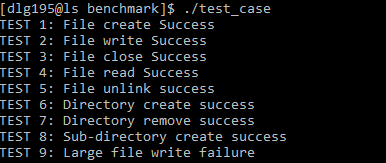 [dlg195@ls benchmark]$ ./test_case
TEST 1: File create Success
TEST 2: File write Success
TEST 3: File close Success
TEST 4: File read Success
TEST 5: File unlink success
TEST 6: Directory create success
TEST 7: Directory remove success
TEST 8: Sub-directory create success
TEST 9: Large file write failure